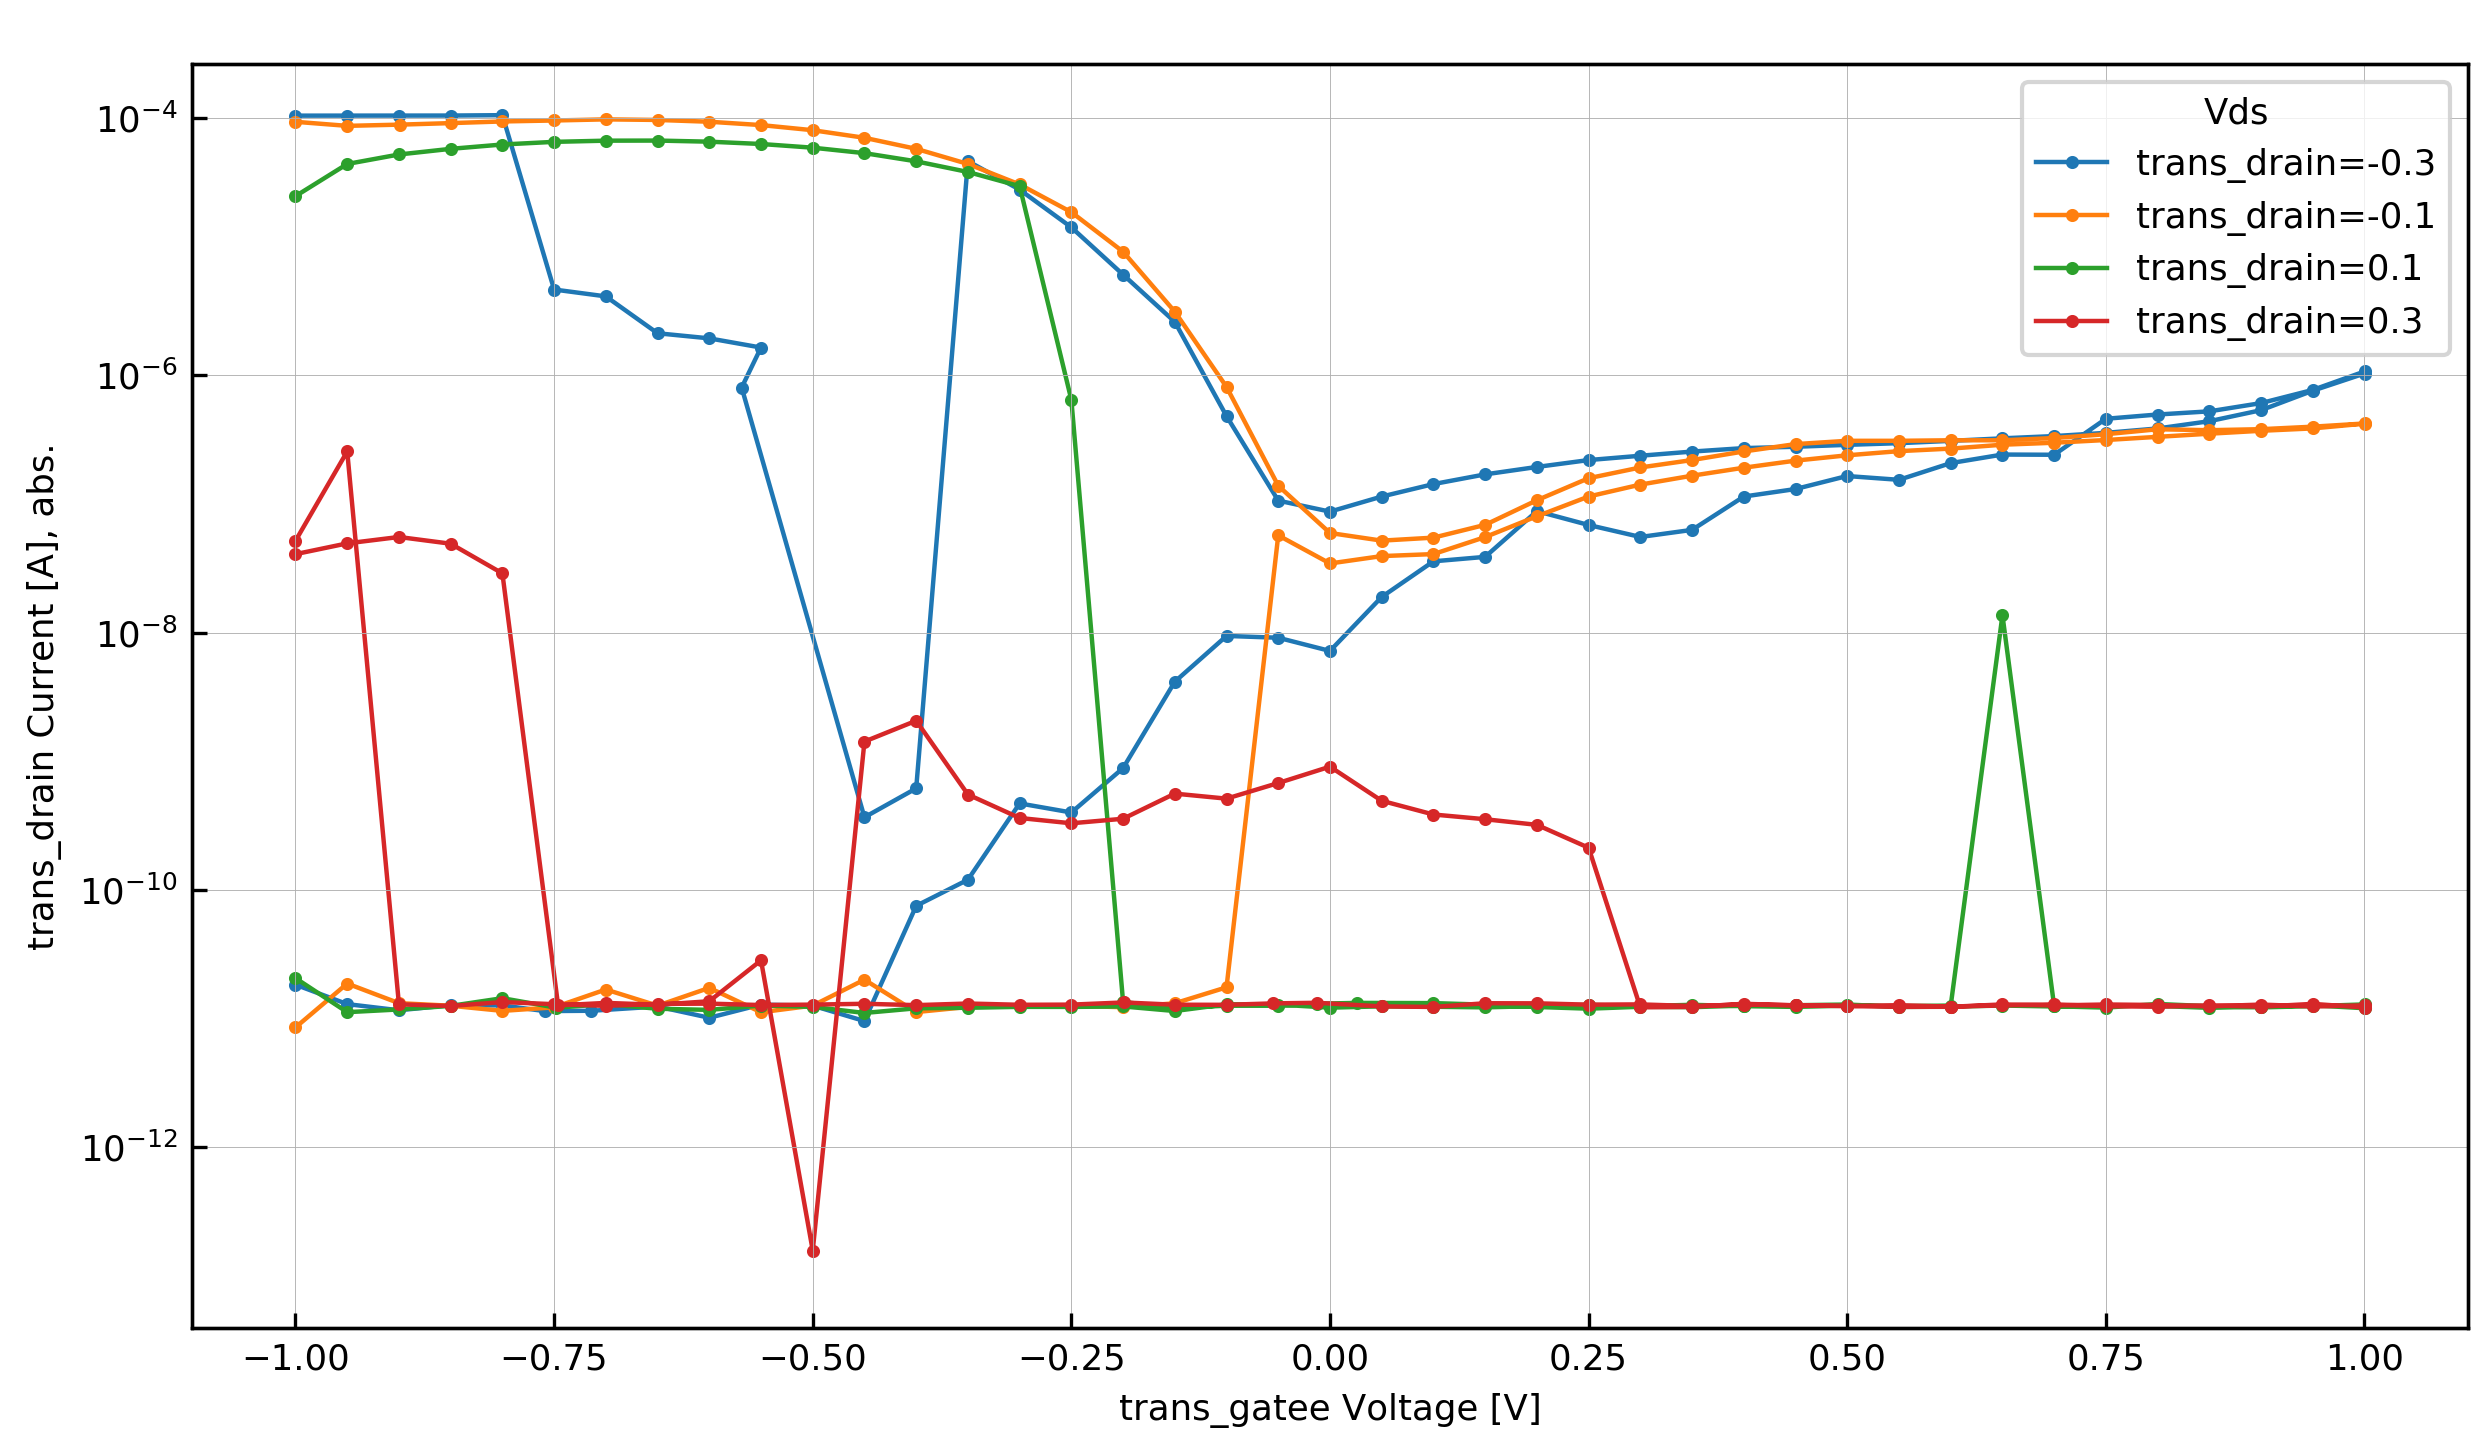 Vds
trans_drain=-0.3
trans_drain=-0.1
trans_drain=0.1
trans_drain=0.3
10⁻⁴
10⁻⁶
10⁻⁸
10⁻¹⁰
10⁻¹²
trans_drain Current [A], abs.
−1.00 −0.75 −0.50 −0.25 0.00 0.25 0.50 0.75 1.00
trans_gatee Voltage [V]